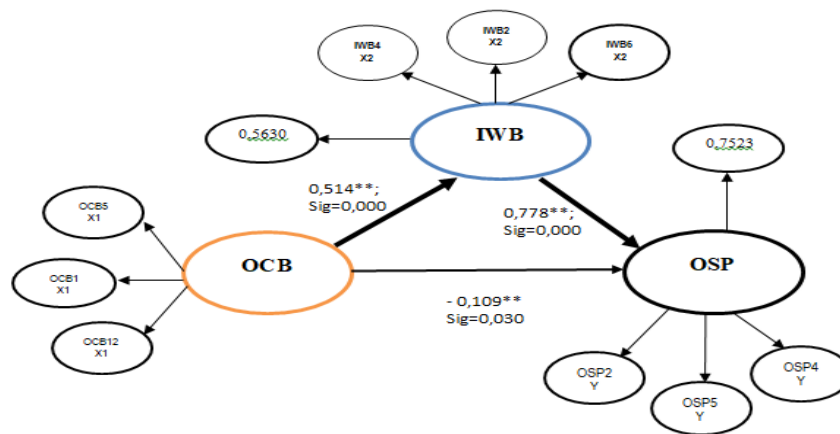 IWB4
X2
IWB2
X2
IWB6
X2
0,5630
IWB
0,7523
0,514**;
Sig=0,000
0,778**;
Sig=0,000
OCB5
X1
OCB1
X1
OCB12
X1
OCB
OSP
- 0,109**
Sig=0,030
OSP2
Y
OSP5
Y
OSP4
Y